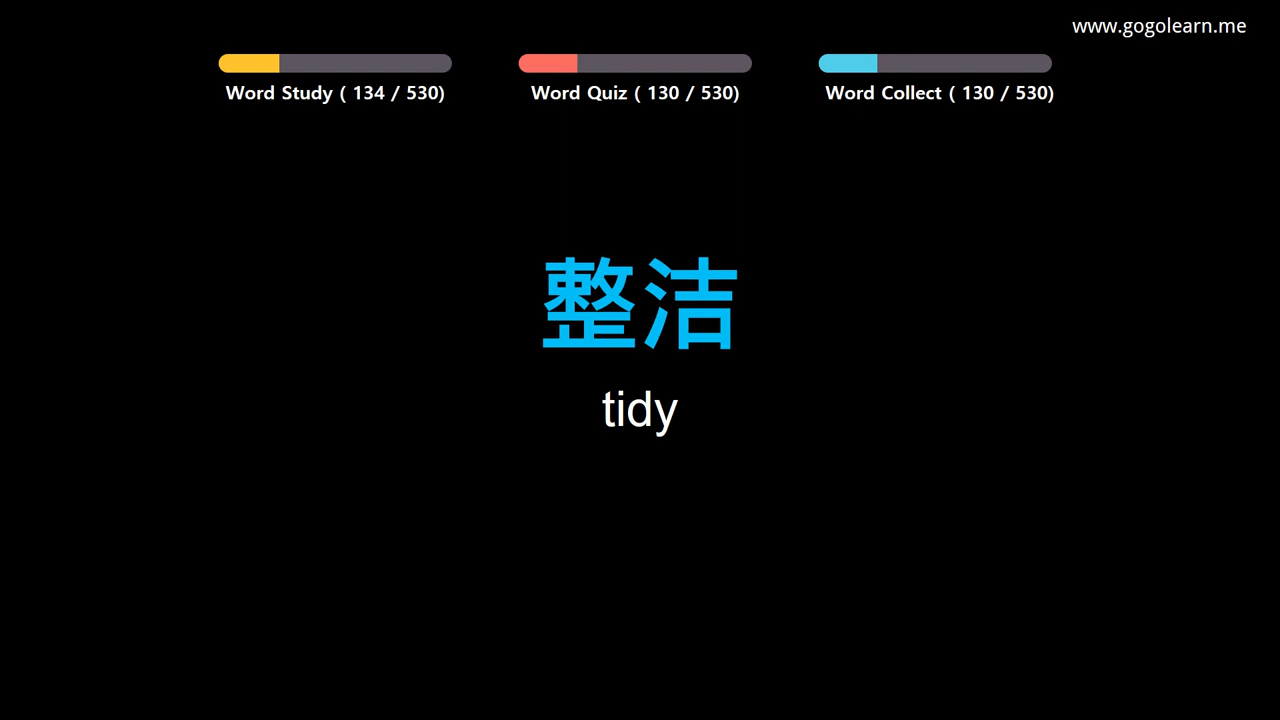 www.gogolearn.me
Word Study ( 134 / 530)
Word Quiz ( 130 / 530)
Word Collect ( 130 / 530)
整洁
tidy